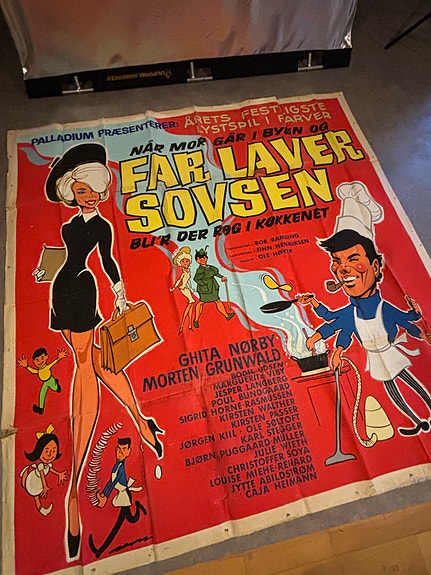 PALLADIUM PRÆSENTERER:
ÅRETS FESTLIGSTE
LYSTSPIL I FARVER
NÅR MOR GÅR I BYEN OG
FAR LAVER
SOVSEN
BLI'R DER RØG I KØKKENET
BOB RAMSING
FINN HENRIKSEN
OLE HØYER
GHITA NØRBY
MORTEN GRUNWALD
BODIL UDSEN
MARGUERITE VIBY
JESPER LANGBERG
POUL BUNDGAARD
SIGRID HORNE-RASMUSSEN
KIRSTEN WALTHER
KIRSTEN PASSER
JØRGEN KIIL · OLE SØLTOFT
KARL STEGGER
BJØRN PUGGAARD-MÜLLER
JULIE WIETH
CHRISTOFFER SOYA
LOUISE MIEHE-RENARD
JYTTE ABILDSTRØM
CAJA HEIMANN